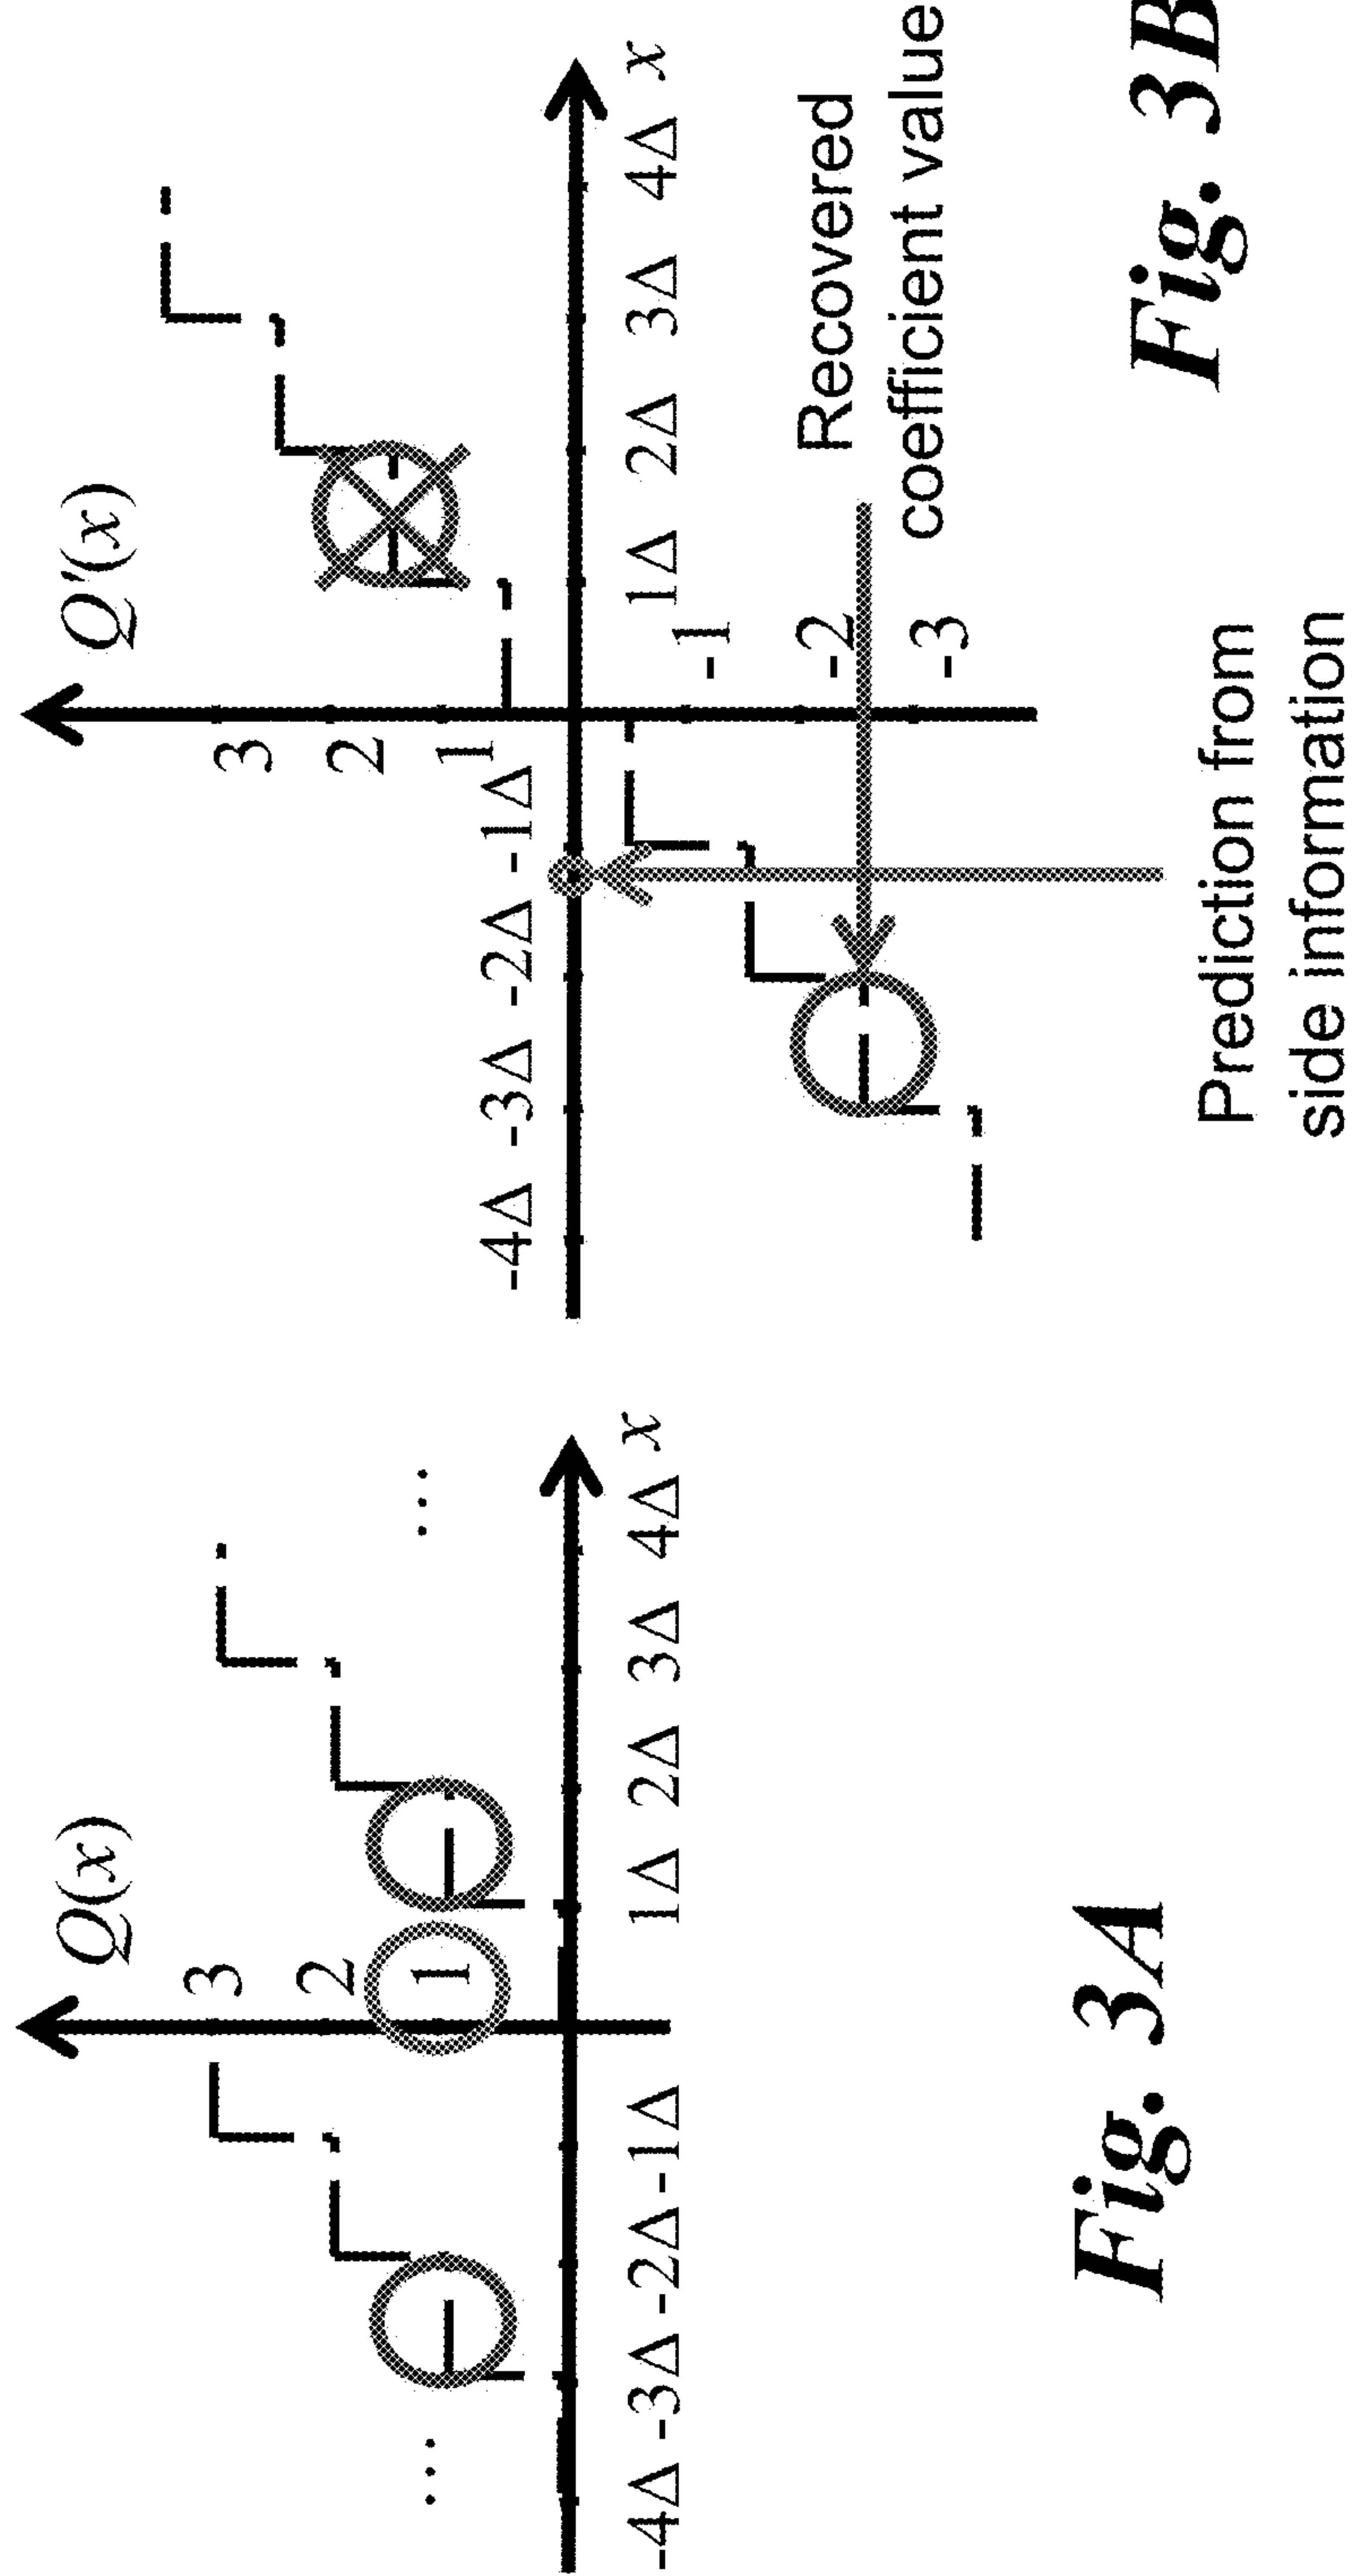 Q(x)
3
2
1
...
...
-4Δ -3Δ -2Δ -1Δ
1Δ 2Δ 3Δ 4Δ x
Fig. 3A
Q'(x)
3
2
1
-4Δ -3Δ -2Δ -1Δ
1Δ 2Δ 3Δ 4Δ x
-1
-2
-3
Recovered
coefficient value
Prediction from
side information
Fig. 3B